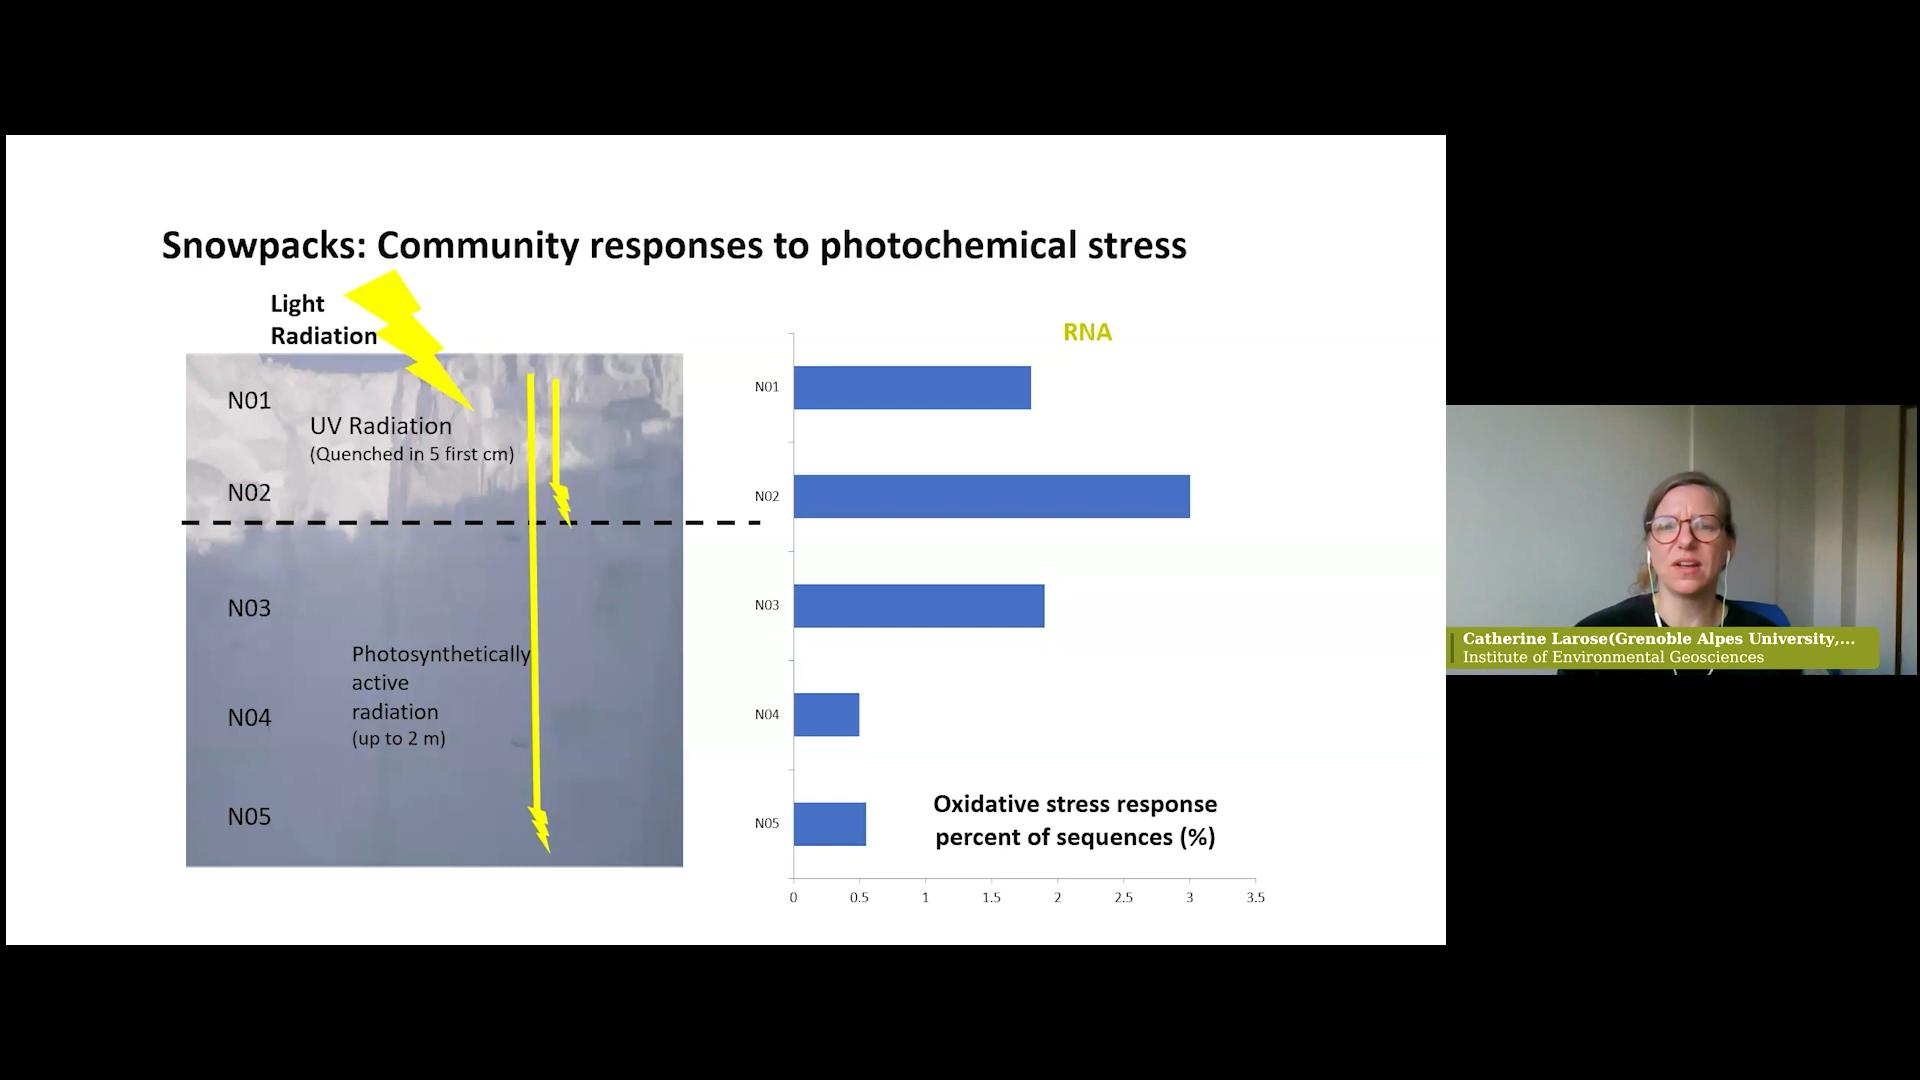 Snowpacks: Community responses to photochemical stress
Light
Radiation
N01
UV Radiation
(Quenched in 5 first cm)
N02
N03
Photosynthetically
active
radiation
(up to 2 m)
N04
N05
RNA
N01
N02
N03
N04
N05
Oxidative stress response
percent of sequences (%)
0 0.5 1 1.5 2 2.5 3 3.5
Catherine Larose(Grenoble Alpes University,...
Institute of Environmental Geosciences